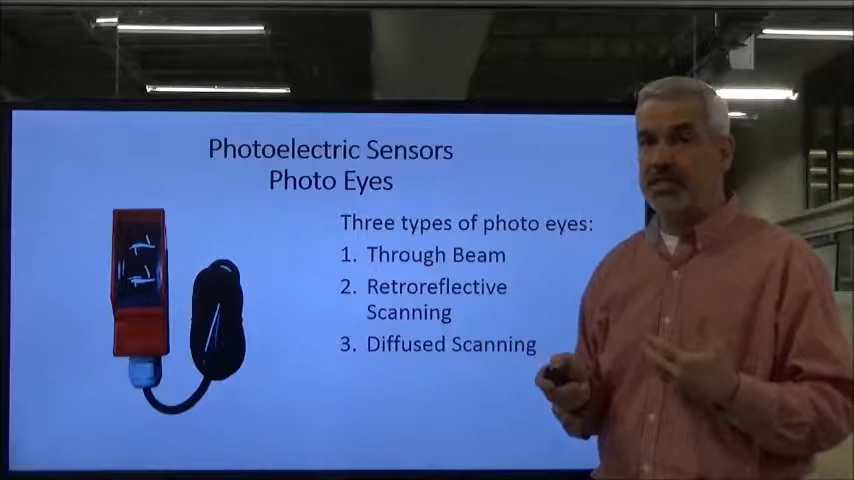 Photoelectric Sensors
Photo Eyes
Three types of photo eyes:
1. Through Beam
2. Retroreflective
Scanning
3. Diffused Scanning